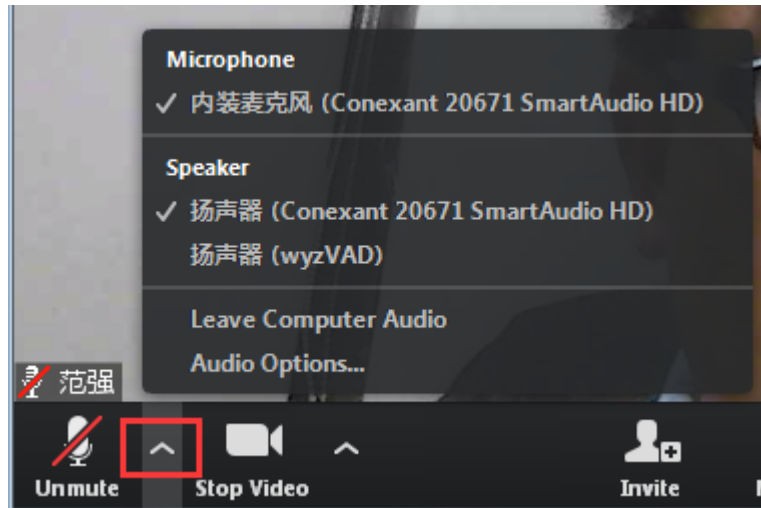 Microphone
内装麦克风 (Conexant 20671 SmartAudio HD)
Speaker
扬声器 (Conexant 20671 SmartAudio HD)
扬声器 (wyzVAD)
Leave Computer Audio
Audio Options...
范强
Unmute
Stop Video
Invite